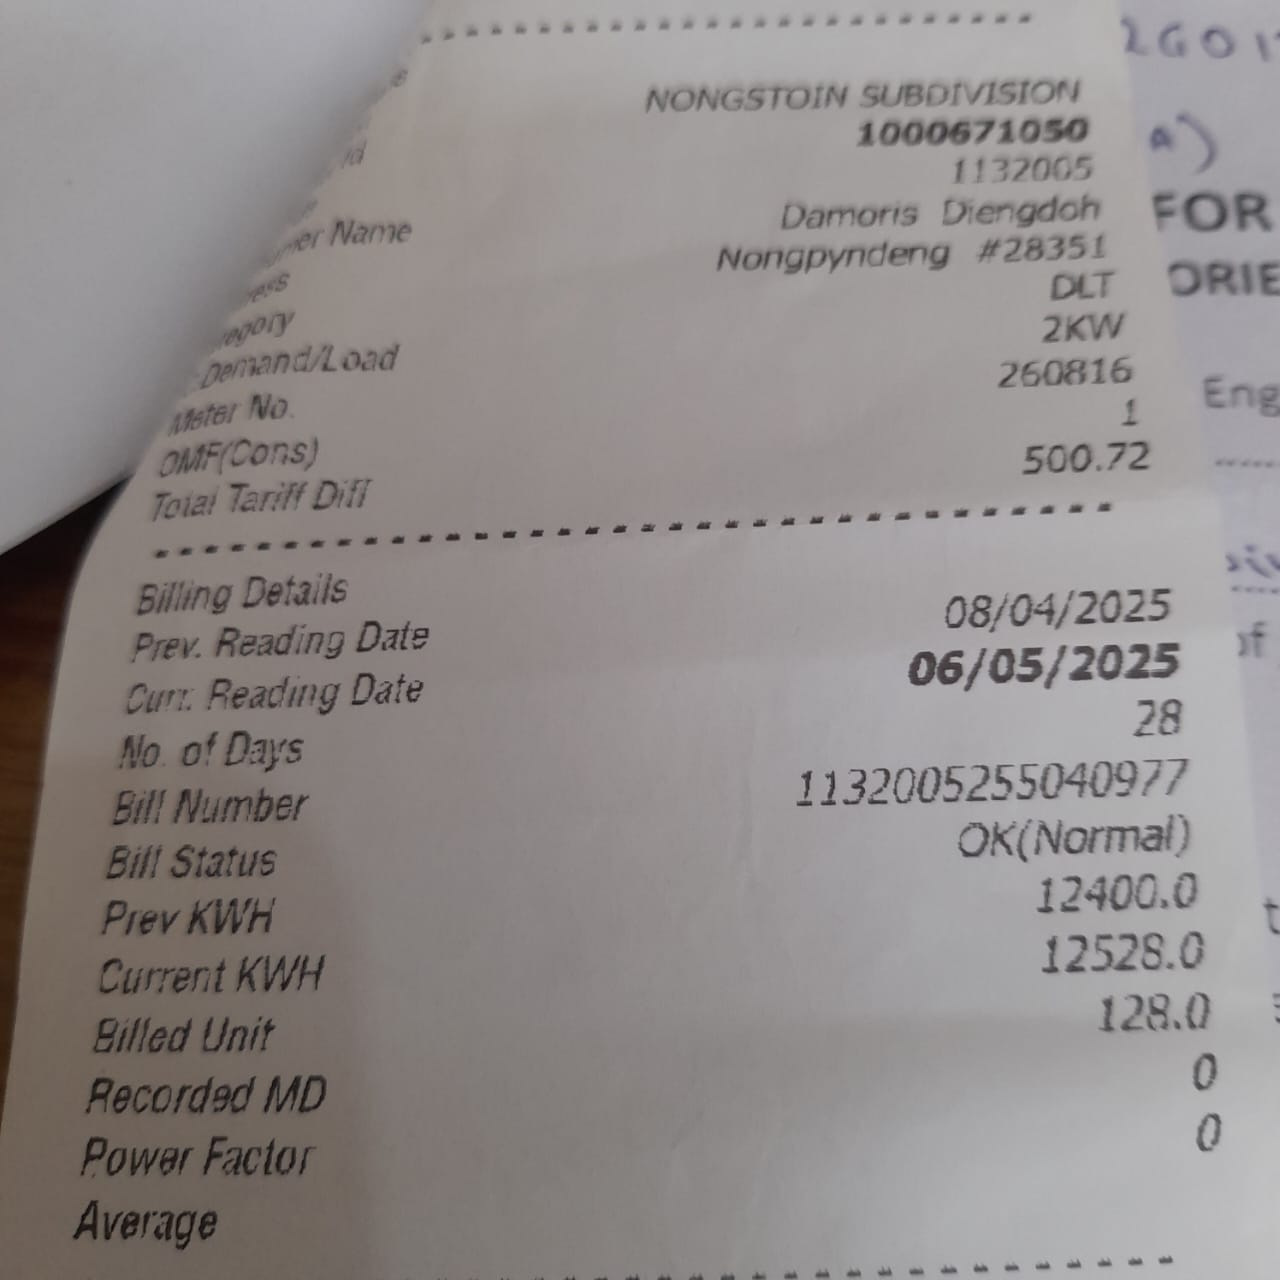 NONGSTOIN SUBDIVISION
1000671050
1132005
Name Damoris Diengdoh
Nongpyndeng #28351
DLT
Demand/Load 2KW
Meter No. 260816
OMF(Cons) 1
Total Tariff Diff 500.72
Billing Details
Prev. Reading Date 08/04/2025
Curr. Reading Date 06/05/2025
No. of Days 28
Bill Number 1132005255040977
Bill Status OK(Normal)
Prev KWH 12400.0
Current KWH 12528.0
Billed Unit 128.0
Recorded MD 0
Power Factor 0
Average
FOR